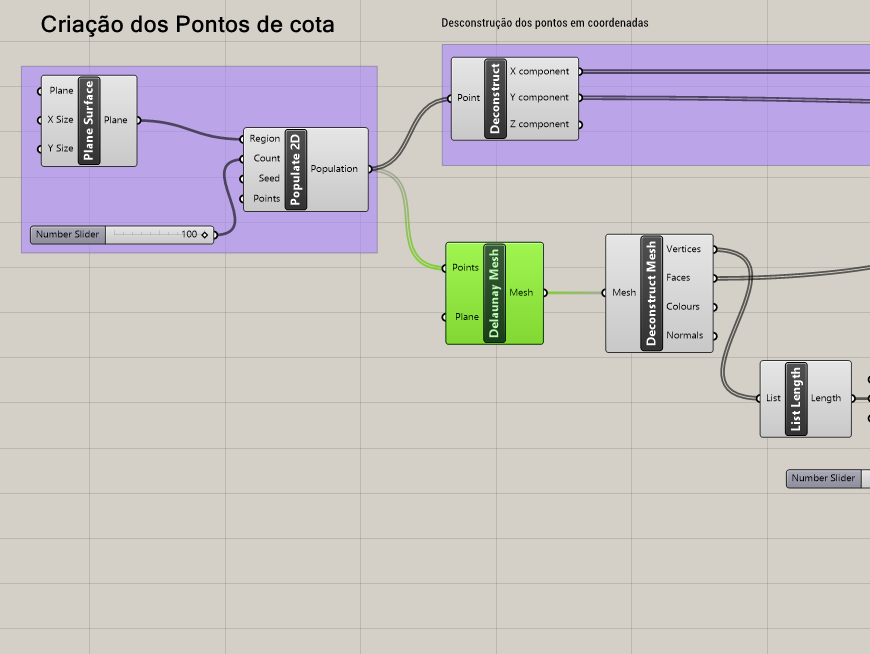 Criação dos Pontos de cota
Desconstrução dos pontos em coordenadas
Plane
X Size
Y Size
Plane Surface
Plane
Number Slider
100
Region
Count
Seed
Points
Populate 2D
Population
Point
Deconstruct
X component
Y component
Z component
Points
Plane
Delaunay Mesh
Mesh
Mesh
Deconstruct Mesh
Vertices
Faces
Colours
Normals
List
List Length
Length
Number Slider